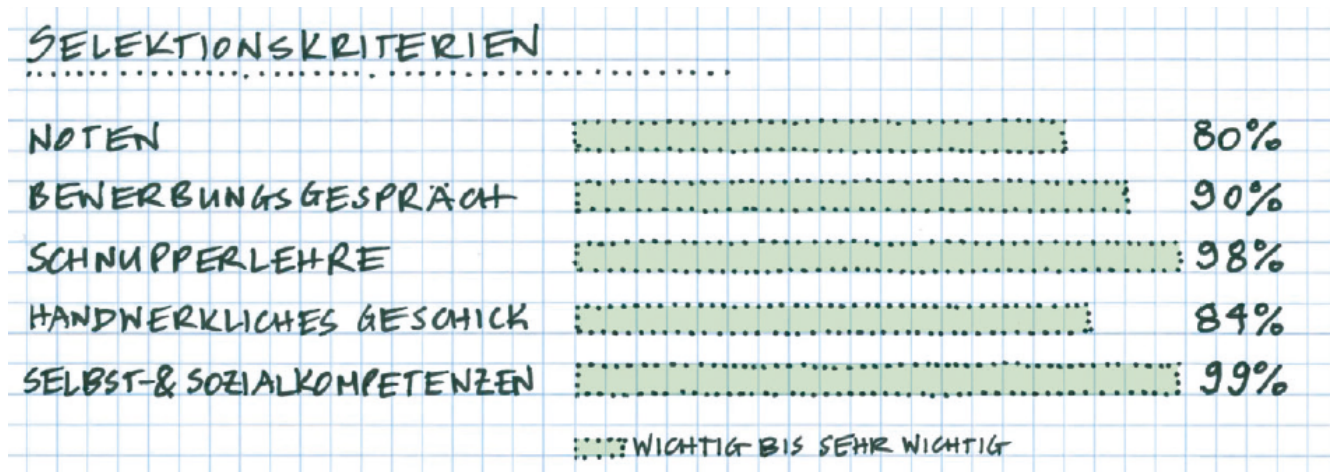 SELEKTIONSKRITERIEN
NOTEN 80%
BEWERBUNGSGESPRÄCH 90%
SCHNUPPERLEHRE 98%
HANDWERKLICHES GESCHICK 84%
SELBST-& SOZIALKOMPETENZEN 99%
WICHTIG BIS SEHR WICHTIG